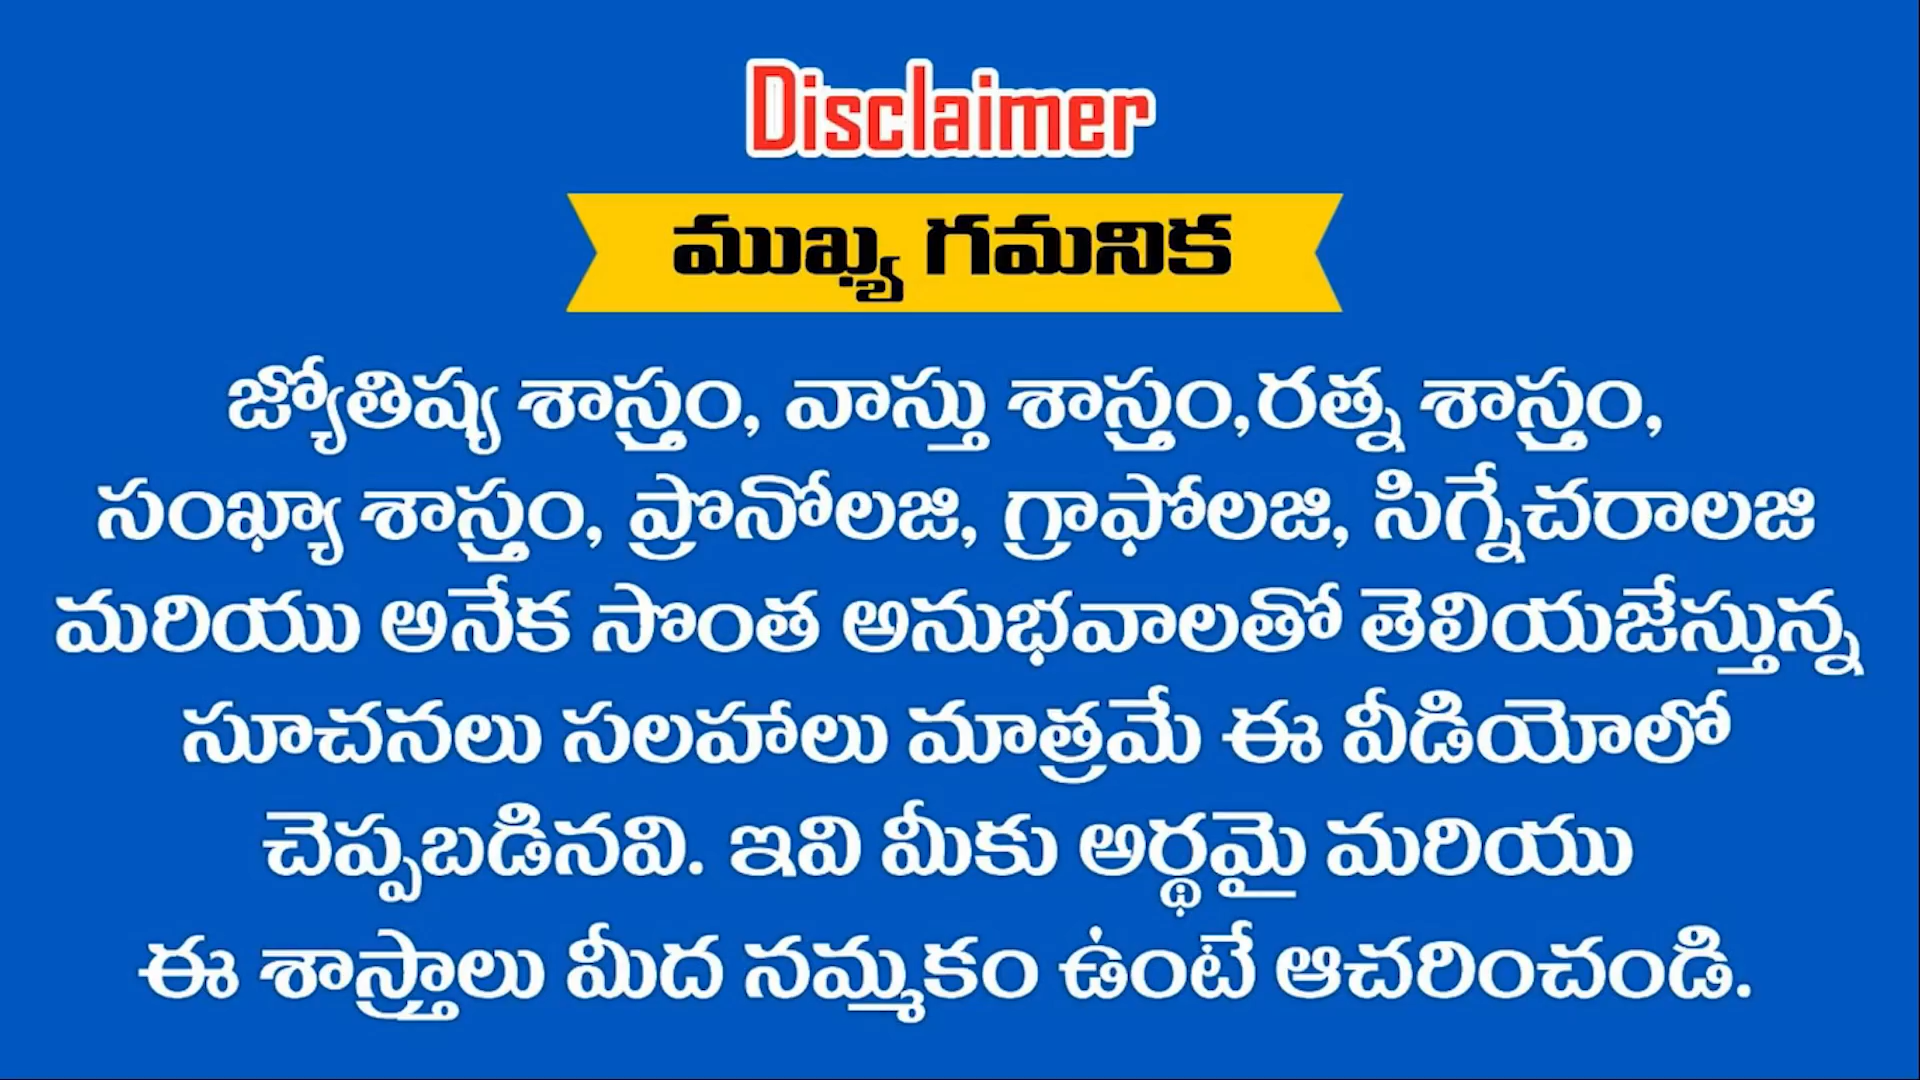 Disclaimer
ముఖ్య గమనిక
జ్యోతిష్య శాస్త్రం, వాస్తు శాస్త్రం,రత్న శాస్త్రం,
సంఖ్యా శాస్త్రం, ప్రొనోలజి, గ్రాఫోలజి, సిగ్నేచరాలజి
మరియు అనేక సొంత అనుభవాలతో తెలియజేస్తున్న
సూచనలు సలహాలు మాత్రమే ఈ వీడియోలో
చెప్పబడినవి. ఇవి మీకు అర్థమై మరియు
ఈ శాస్త్రాలు మీద నమ్మకం ఉంటే ఆచరించండి.